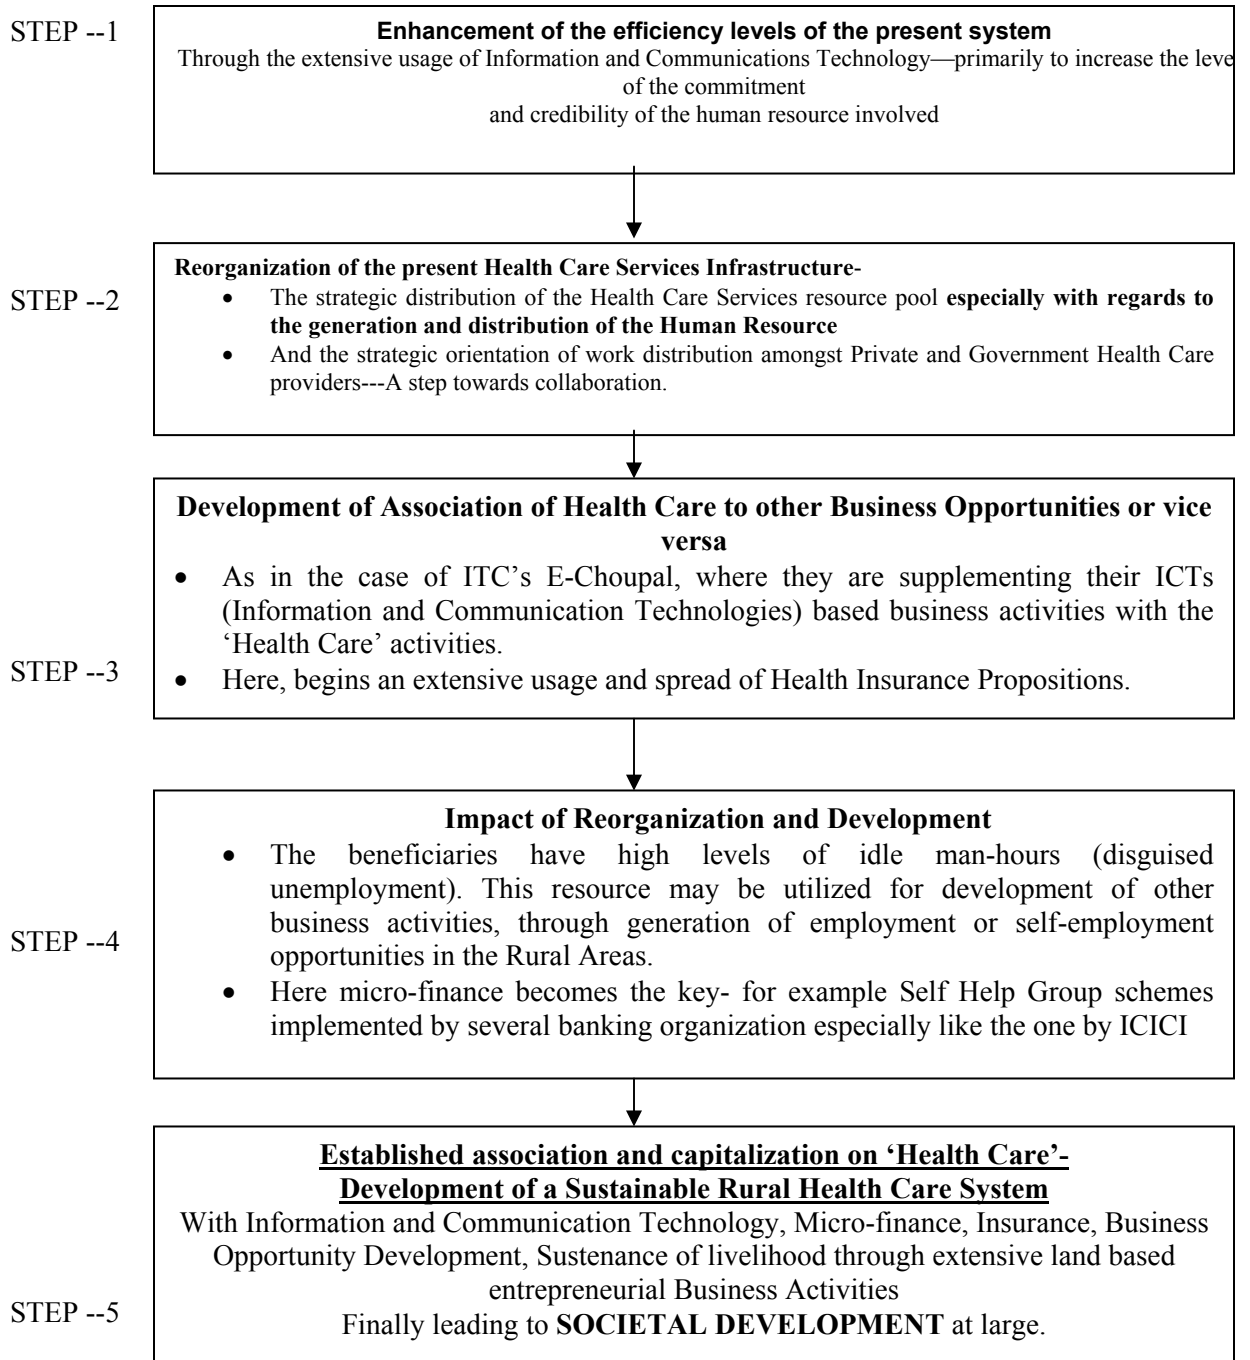 STEP --1
Enhancement of the efficiency levels of the present system
Through the extensive usage of Information and Communications Technology—primarily to increase the leve
of the commitment
and credibility of the human resource involved
STEP --2
Reorganization of the present Health Care Services Infrastructure-
• The strategic distribution of the Health Care Services resource pool especially with regards to
the generation and distribution of the Human Resource
• And the strategic orientation of work distribution amongst Private and Government Health Care
providers---A step towards collaboration.
STEP --3
Development of Association of Health Care to other Business Opportunities or vice
versa
• As in the case of ITC’s E-Choupal, where they are supplementing their ICTs
(Information and Communication Technologies) based business activities with the
‘Health Care’ activities.
• Here, begins an extensive usage and spread of Health Insurance Propositions.
STEP --4
Impact of Reorganization and Development
• The beneficiaries have high levels of idle man-hours (disguised
unemployment). This resource may be utilized for development of other
business activities, through generation of employment or self-employment
opportunities in the Rural Areas.
• Here micro-finance becomes the key- for example Self Help Group schemes
implemented by several banking organization especially like the one by ICICI
STEP --5
Established association and capitalization on ‘Health Care’-
Development of a Sustainable Rural Health Care System
With Information and Communication Technology, Micro-finance, Insurance, Business
Opportunity Development, Sustenance of livelihood through extensive land based
entrepreneurial Business Activities
Finally leading to SOCIETAL DEVELOPMENT at large.